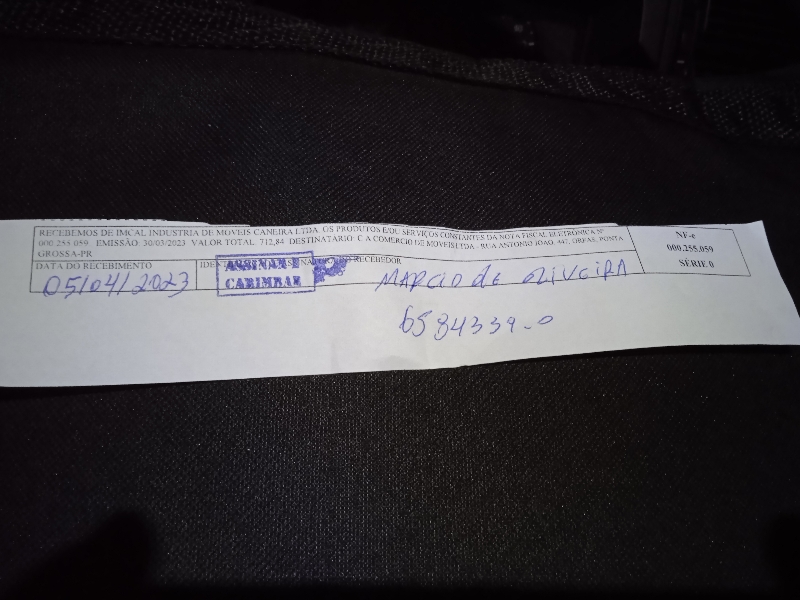 RECEBEMOS DE IMCAL INDUSTRIA DE MOVEIS CANEIRA LTDA OS PRODUTOS E/OU SERVIÇOS CONSTANTES DA NOTA FISCAL ELETRÔNICA Nº
000.255.059 EMISSÃO 30/03/2023 VALOR TOTAL 712,84 DESTINATARIO C A COMERCIO DE MOVEIS LTDA - RUA ANTONIO JOAO, 447, ORFAS, PONTA
GROSSA-PR
NF-e
000.255.059
SÉRIE 0
DATA DO RECEBIMENTO
05/04/2023
RECEBEDOR
ASSINAR E
CARIMBAR
MARCIO de OLIVEIRA
6584339-0